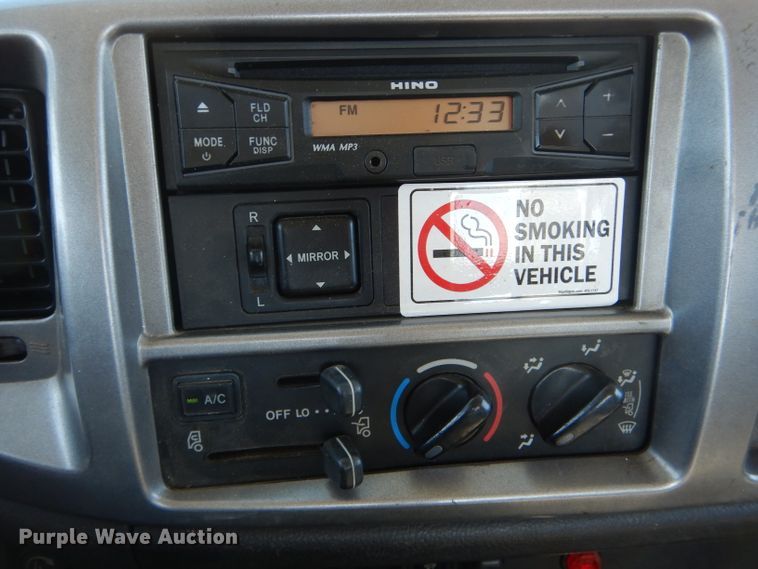 HINO
FLD
CH
FM 12:33
MODE
FUNC
DISP
WMA MP3
USB
R
MIRROR
L
NO
SMOKING
IN THIS
VEHICLE
A/C
OFF LO
Purple Wave Auction